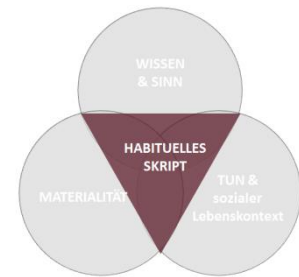 WISSEN
& SINN
HABITUELLES
SKRIPT
MATERIALITÄT
TUN &
sozialer
Lebenskontext